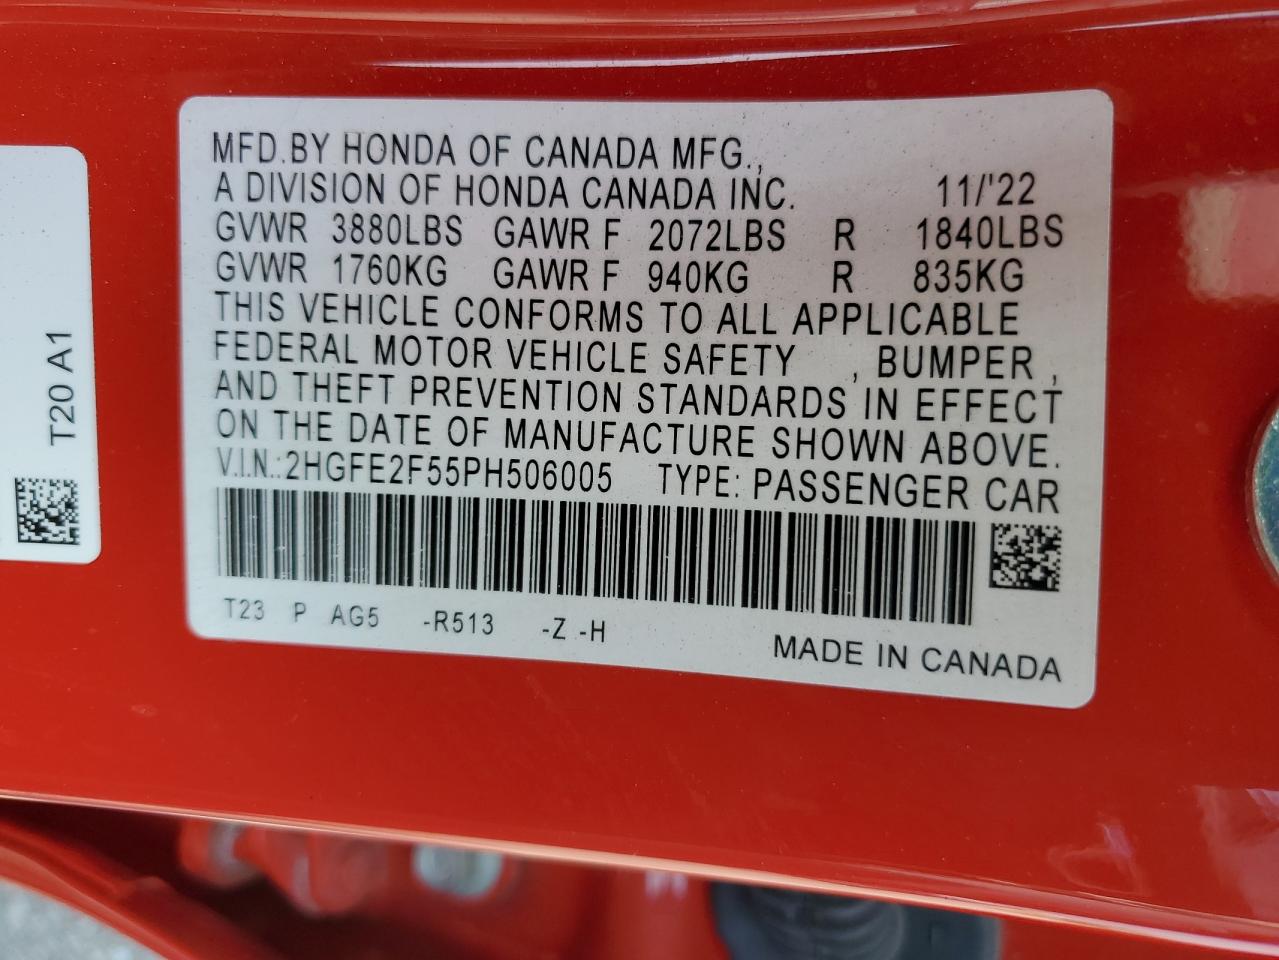 MFD.BY HONDA OF CANADA MFG.,
A DIVISION OF HONDA CANADA INC. 11/'22
GVWR 3880LBS GAWR F 2072LBS R 1840LBS
GVWR 1760KG GAWR F 940KG R 835KG
THIS VEHICLE CONFORMS TO ALL APPLICABLE
FEDERAL MOTOR VEHICLE SAFETY , BUMPER ,
AND THEFT PREVENTION STANDARDS IN EFFECT
ON THE DATE OF MANUFACTURE SHOWN ABOVE.
V.I.N.:2HGFE2F55PH506005 TYPE: PASSENGER CAR
T23 P AG5 -R513 -Z -H
MADE IN CANADA
T20 A1